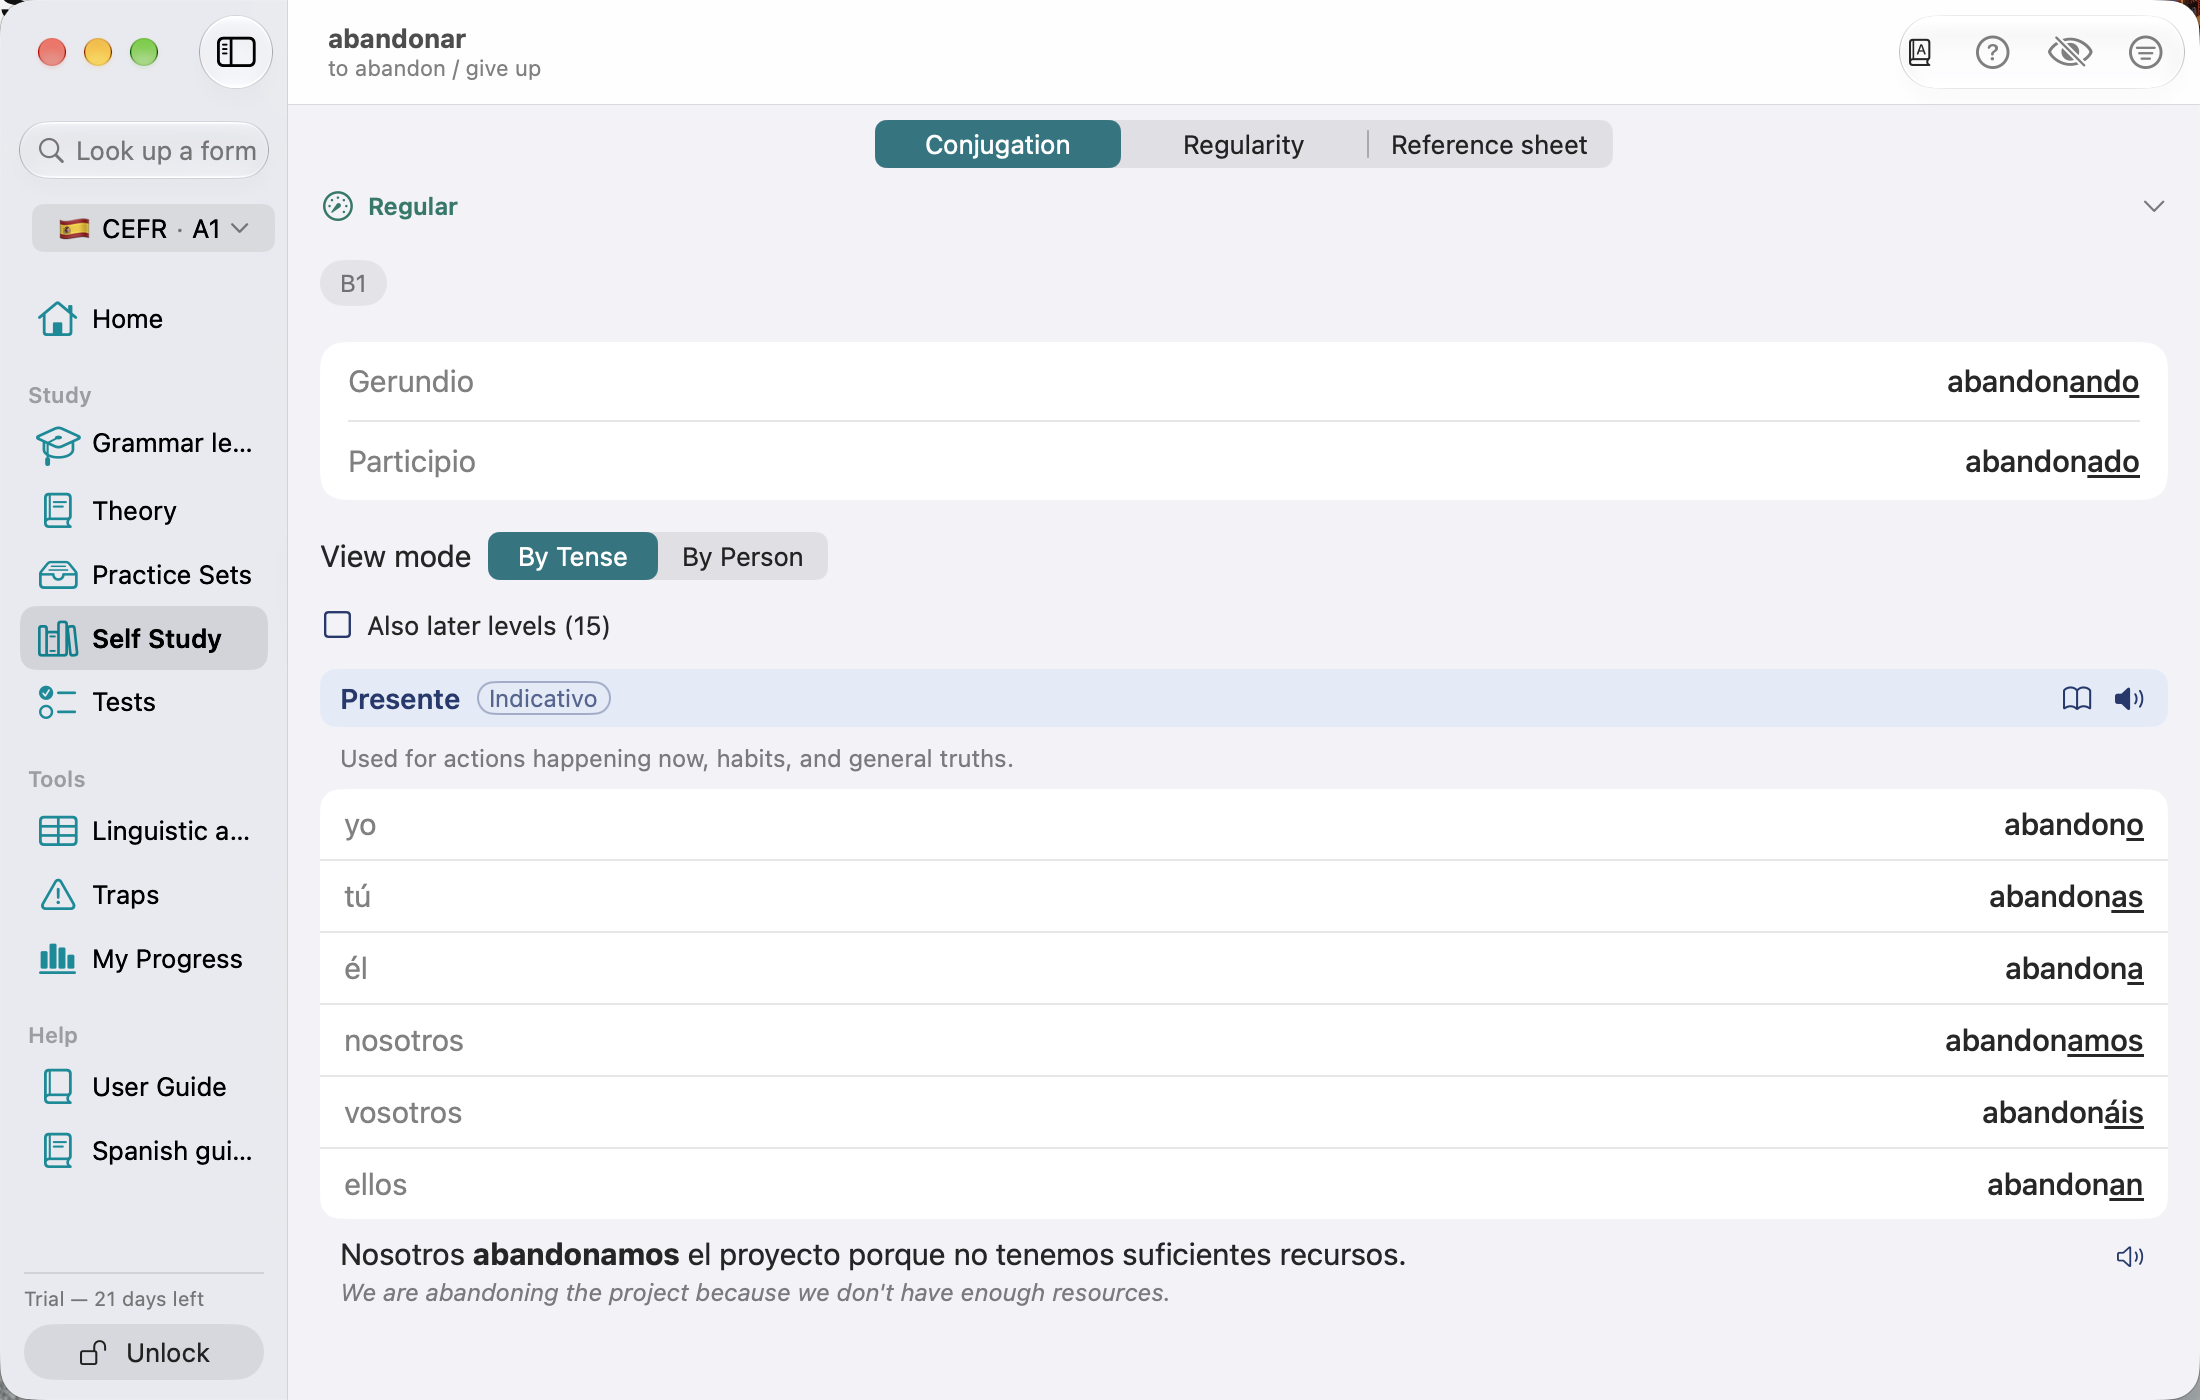 abandonar
to abandon / give up
Look up a form
CEFR · A1
Home
Study
Grammar le...
Theory
Practice Sets
Self Study
Tests
Tools
Linguistic a...
Traps
My Progress
Help
User Guide
Spanish gui...
Trial — 21 days left
Unlock
Conjugation
Regularity
Reference sheet
Regular
B1
Gerundio abandonando
Participio abandonado
View mode By Tense By Person
Also later levels (15)
Presente Indicativo
Used for actions happening now, habits, and general truths.
yo abandono
tú abandonas
él abandona
nosotros abandonamos
vosotros abandonáis
ellos abandonan
Nosotros abandonamos el proyecto porque no tenemos suficientes recursos.
We are abandoning the project because we don't have enough resources.